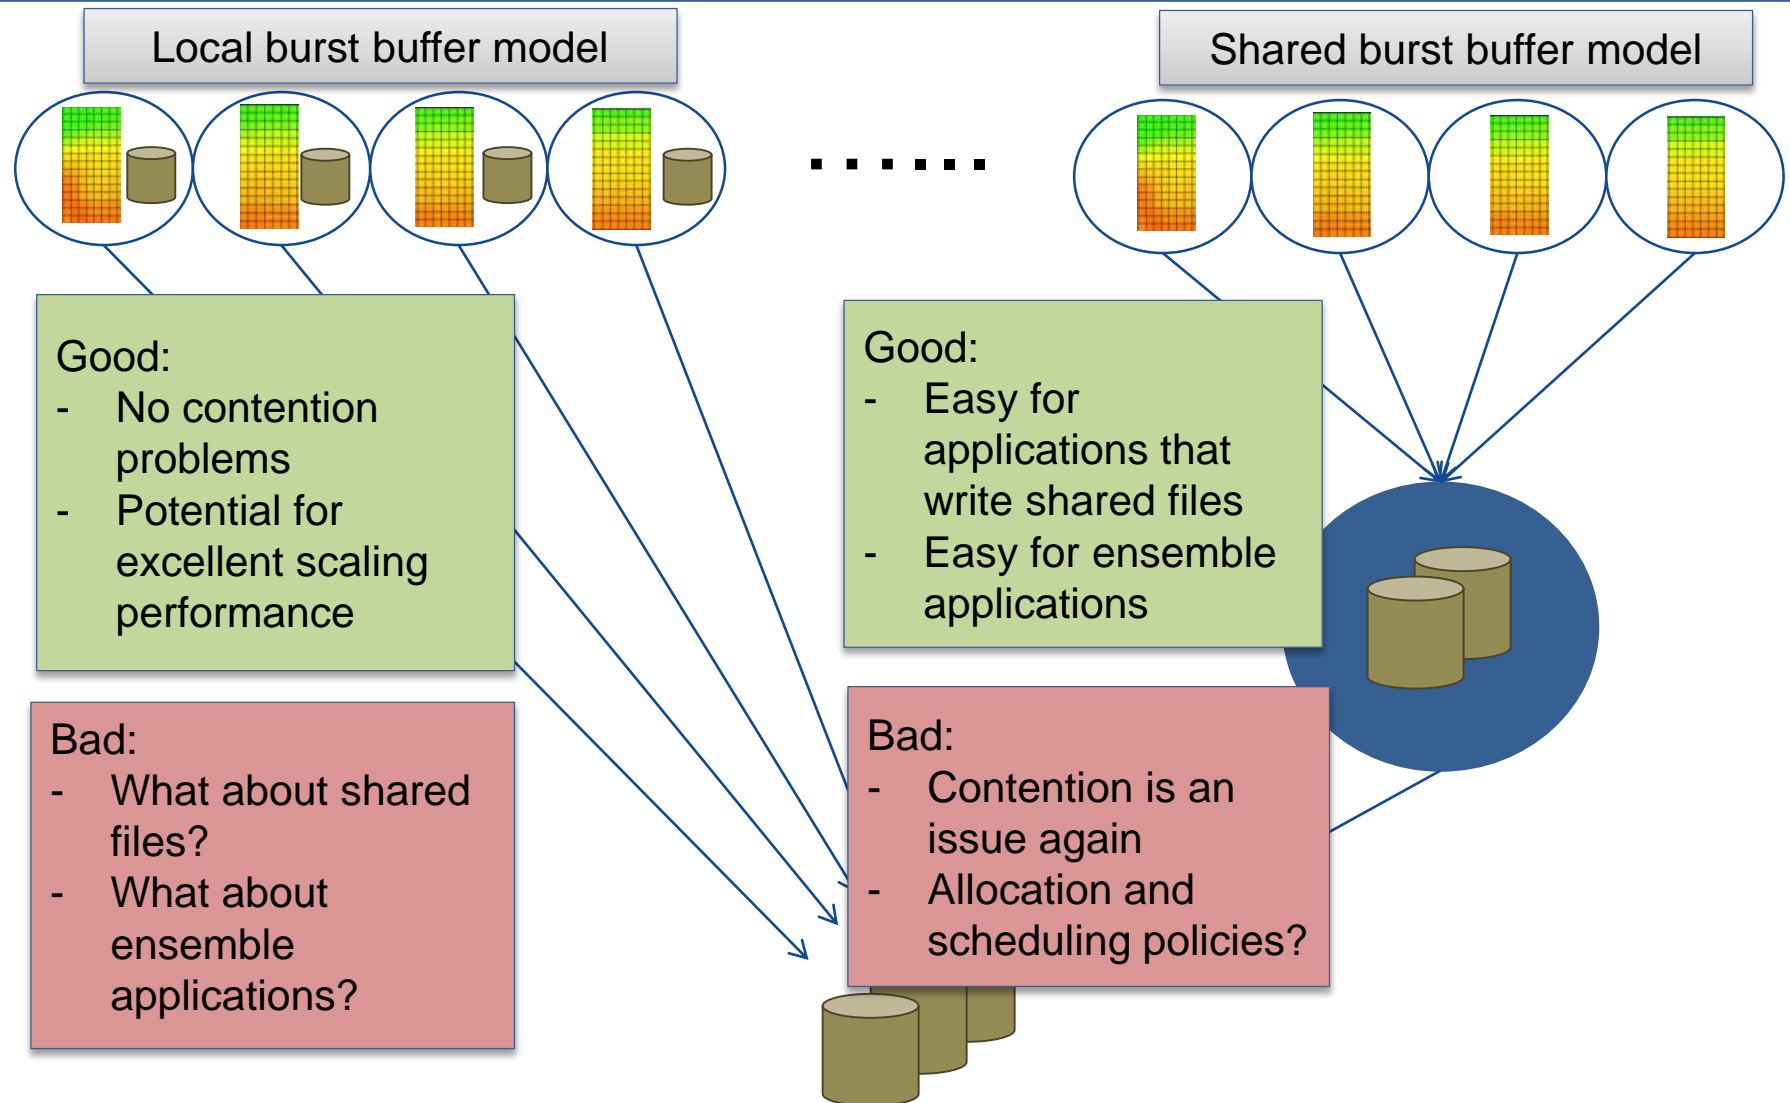 Local burst buffer model
Shared burst buffer model
Good:
- No contention
problems
- Potential for
excellent scaling
performance
Bad:
- What about shared
files?
- What about
ensemble
applications?
Good:
- Easy for
applications that
write shared files
- Easy for ensemble
applications
Bad:
- Contention is an
issue again
- Allocation and
scheduling policies?